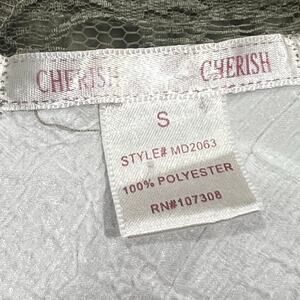 CHERISH CHERISH
S
STYLE# MD2063
100% POLYESTER
RN#107308